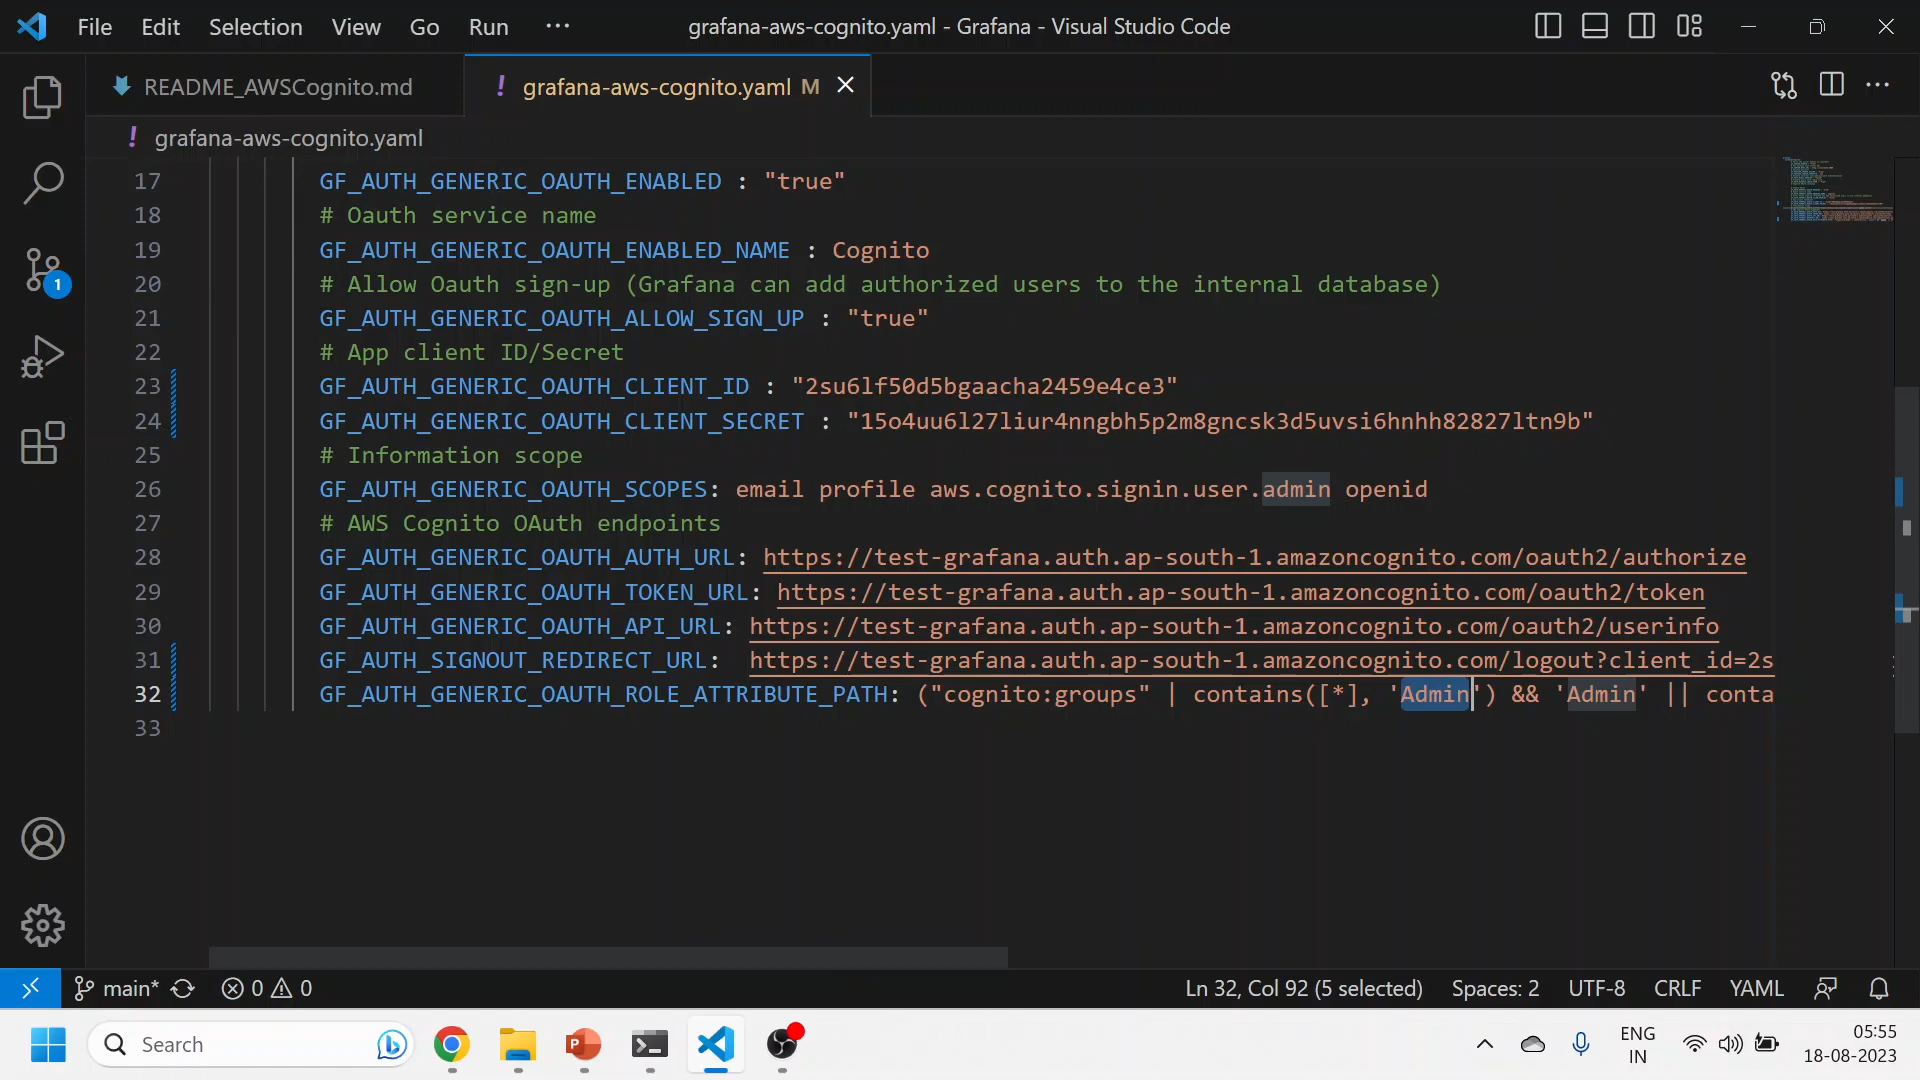 File Edit Selection View Go Run ··· grafana-aws-cognito.yaml - Grafana - Visual Studio Code
README_AWSCognito.md ! grafana-aws-cognito.yaml M
! grafana-aws-cognito.yaml
17 GF_AUTH_GENERIC_OAUTH_ENABLED : "true"
18 # Oauth service name
19 GF_AUTH_GENERIC_OAUTH_ENABLED_NAME : Cognito
20 # Allow Oauth sign-up (Grafana can add authorized users to the internal database)
21 GF_AUTH_GENERIC_OAUTH_ALLOW_SIGN_UP : "true"
22 # App client ID/Secret
23 GF_AUTH_GENERIC_OAUTH_CLIENT_ID : "2su6lf50d5bgaacha2459e4ce3"
24 GF_AUTH_GENERIC_OAUTH_CLIENT_SECRET : "15o4uu6l27liur4nngbh5p2m8gncsk3d5uvsi6hnhh82827ltn9b"
25 # Information scope
26 GF_AUTH_GENERIC_OAUTH_SCOPES: email profile aws.cognito.signin.user.admin openid
27 # AWS Cognito OAuth endpoints
28 GF_AUTH_GENERIC_OAUTH_AUTH_URL: https://test-grafana.auth.ap-south-1.amazoncognito.com/oauth2/authorize
29 GF_AUTH_GENERIC_OAUTH_TOKEN_URL: https://test-grafana.auth.ap-south-1.amazoncognito.com/oauth2/token
30 GF_AUTH_GENERIC_OAUTH_API_URL: https://test-grafana.auth.ap-south-1.amazoncognito.com/oauth2/userinfo
31 GF_AUTH_SIGNOUT_REDIRECT_URL: https://test-grafana.auth.ap-south-1.amazoncognito.com/logout?client_id=2s
32 GF_AUTH_GENERIC_OAUTH_ROLE_ATTRIBUTE_PATH: ("cognito:groups" | contains([*], 'Admin') && 'Admin' || conta
33
1
main* 0 0 Ln 32, Col 92 (5 selected) Spaces: 2 UTF-8 CRLF YAML
Search ENG 05:55
IN 18-08-2023